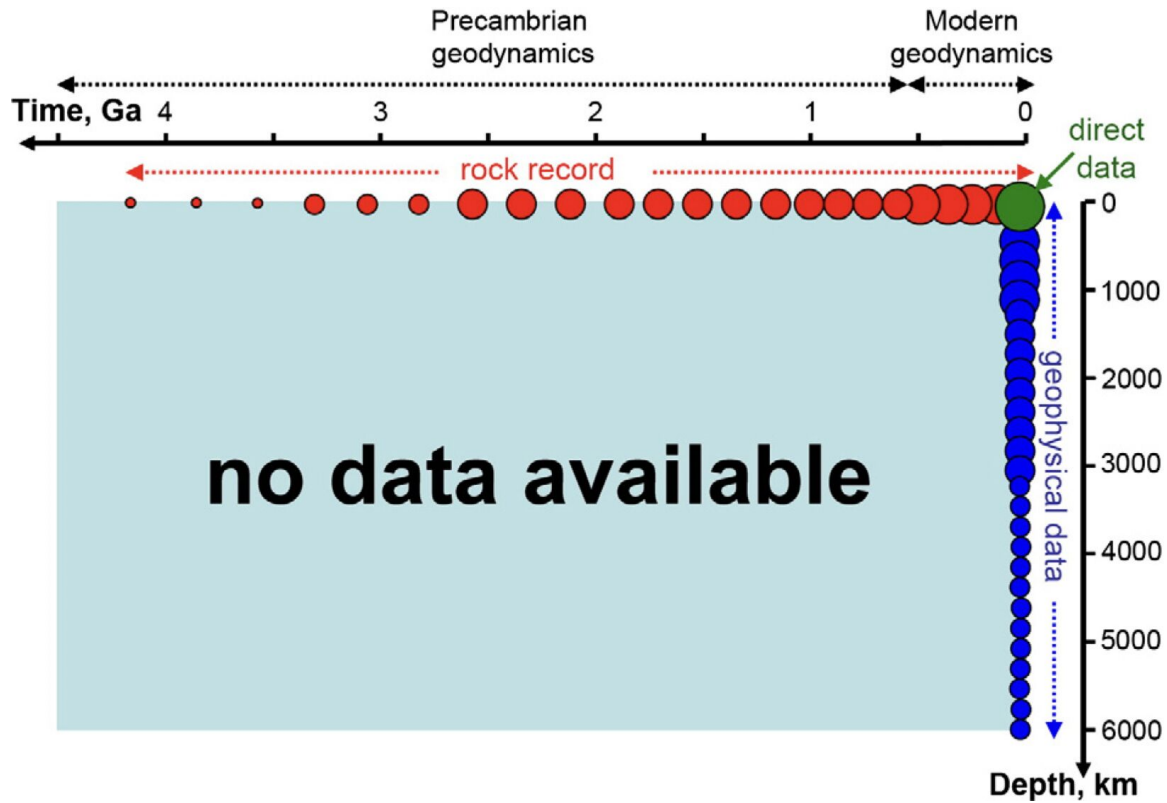 Precambrian
geodynamics
Modern
geodynamics
Time, Ga
4
3
2
1
0
direct
data
rock record
0
1000
2000
3000
4000
5000
6000
geophysical data
no data available
Depth, km